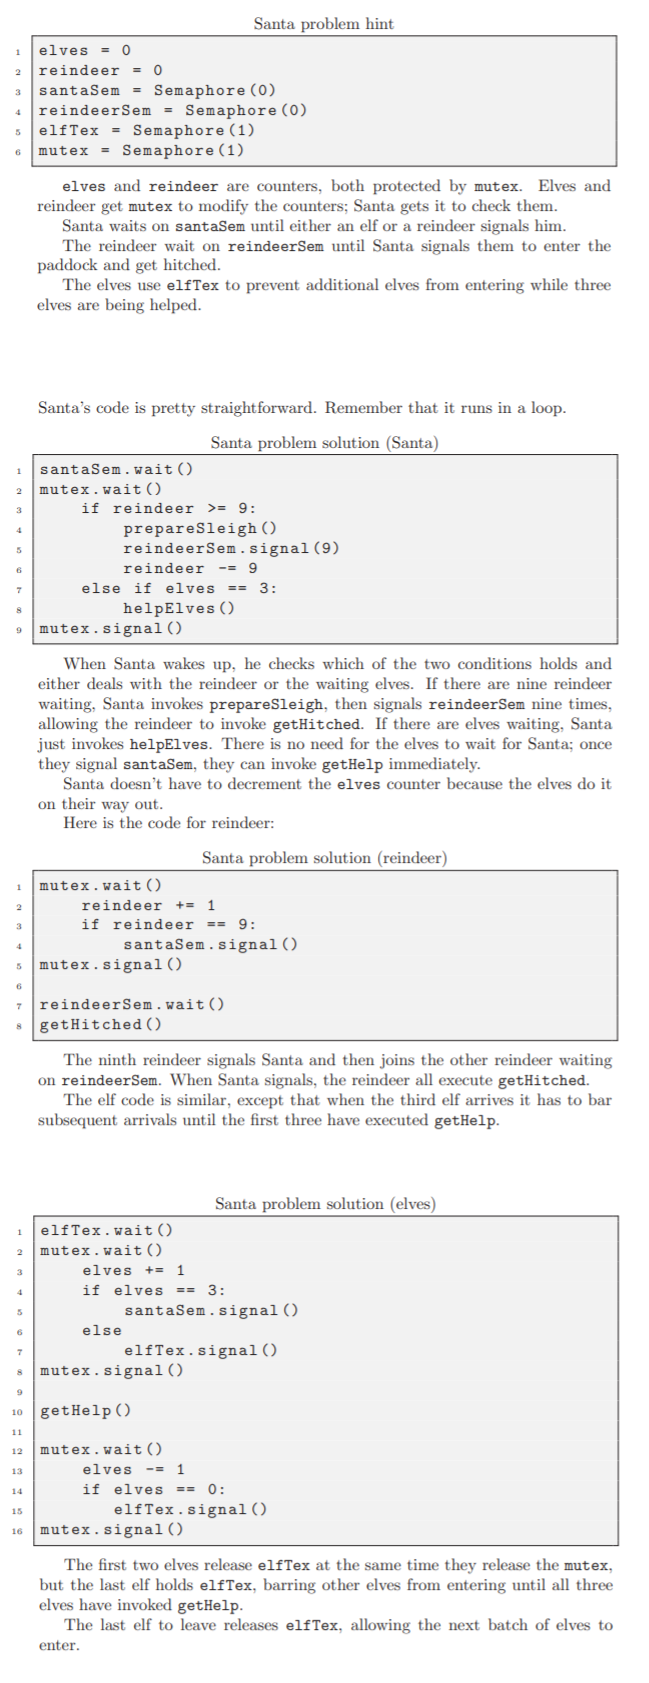 Santa problem hint
1 elves = 0
2 reindeer = 0
3 santaSem = Semaphore(0)
4 reindeerSem = Semaphore(0)
5 elfTex = Semaphore(1)
6 mutex = Semaphore(1)
elves and reindeer are counters, both protected by mutex. Elves and
reindeer get mutex to modify the counters; Santa gets it to check them.
Santa waits on santaSem until either an elf or a reindeer signals him.
The reindeer wait on reindeerSem until Santa signals them to enter the
paddock and get hitched.
The elves use elfTex to prevent additional elves from entering while three
elves are being helped.
Santa's code is pretty straightforward. Remember that it runs in a loop.
Santa problem solution (Santa)
1 santaSem.wait()
2 mutex.wait()
3     if reindeer >= 9:
4         prepareSleigh()
5         reindeerSem.signal(9)
6         reindeer -= 9
7     else if elves == 3:
8         helpElves()
9 mutex.signal()
When Santa wakes up, he checks which of the two conditions holds and
either deals with the reindeer or the waiting elves. If there are nine reindeer
waiting, Santa invokes prepareSleigh, then signals reindeerSem nine times,
allowing the reindeer to invoke getHitched. If there are elves waiting, Santa
just invokes helpElves. There is no need for the elves to wait for Santa; once
they signal santaSem, they can invoke getHelp immediately.
Santa doesn't have to decrement the elves counter because the elves do it
on their way out.
Here is the code for reindeer:
Santa problem solution (reindeer)
1 mutex.wait()
2     reindeer += 1
3     if reindeer == 9:
4         santaSem.signal()
5 mutex.signal()
6
7 reindeerSem.wait()
8 getHitched()
The ninth reindeer signals Santa and then joins the other reindeer waiting
on reindeerSem. When Santa signals, the reindeer all execute getHitched.
The elf code is similar, except that when the third elf arrives it has to bar
subsequent arrivals until the first three have executed getHelp.
Santa problem solution (elves)
1 elfTex.wait()
2 mutex.wait()
3     elves += 1
4     if elves == 3:
5         santaSem.signal()
6     else
7         elfTex.signal()
8 mutex.signal()
9
10 getHelp()
11
12 mutex.wait()
13     elves -= 1
14     if elves == 0:
15        elfTex.signal()
16 mutex.signal()
The first two elves release elfTex at the same time they release the mutex,
but the last elf holds elfTex, barring other elves from entering until all three
elves have invoked getHelp.
The last elf to leave releases elfTex, allowing the next batch of elves to
enter.